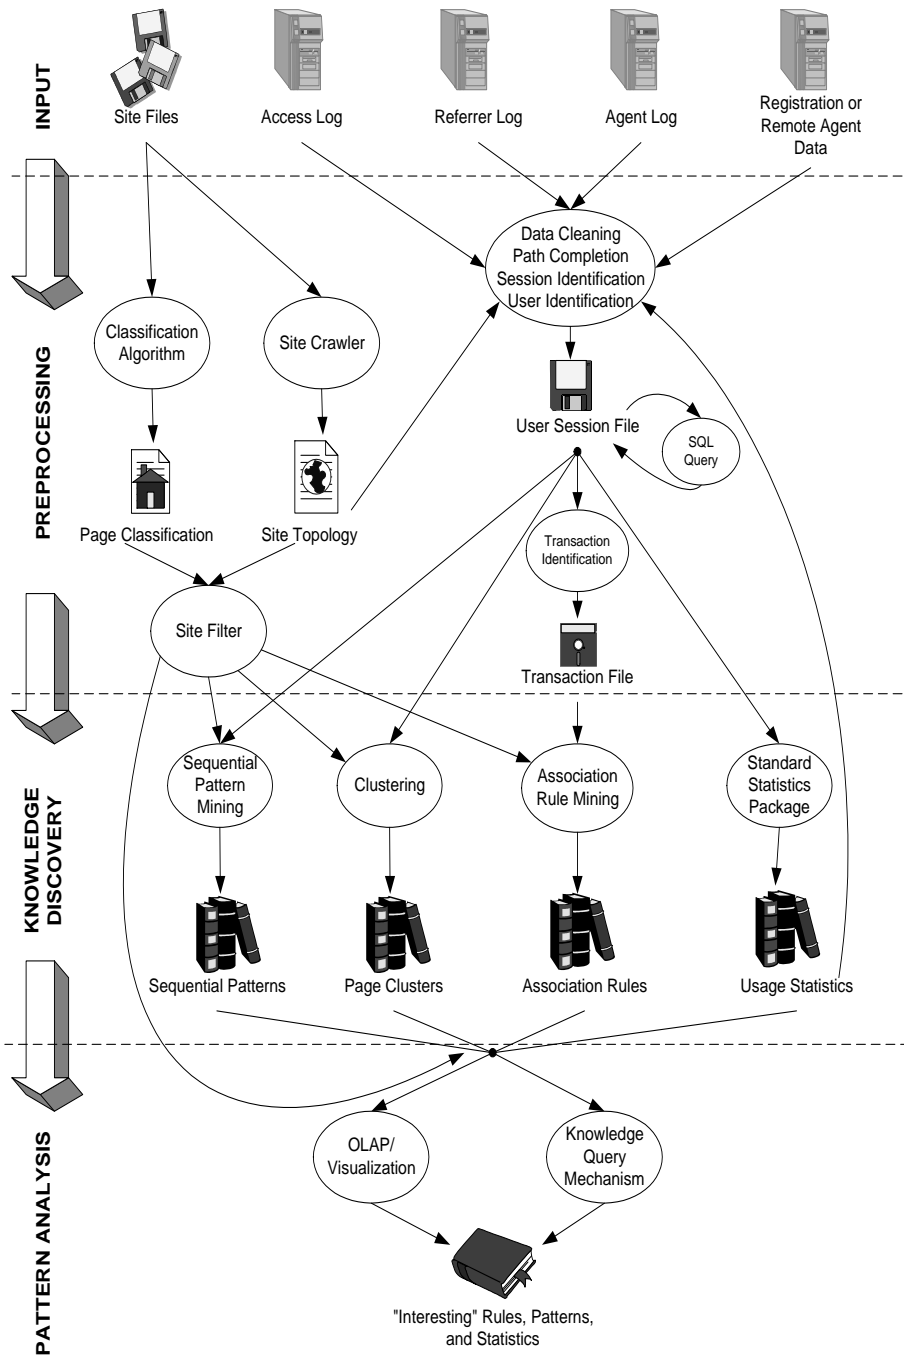 INPUT
Site Files
Access Log
Referrer Log
Agent Log
Registration or
Remote Agent
Data
PREPROCESSING
Data Cleaning
Path Completion
Session Identification
User Identification
Classification
Algorithm
Site Crawler
User Session File
SQL
Query
Page Classification
Site Topology
Transaction
Identification
Site Filter
Transaction File
KNOWLEDGE
DISCOVERY
Sequential
Pattern
Mining
Clustering
Association
Rule Mining
Standard
Statistics
Package
Sequential Patterns
Page Clusters
Association Rules
Usage Statistics
PATTERN ANALYSIS
OLAP/
Visualization
Knowledge
Query
Mechanism
"Interesting" Rules, Patterns,
and Statistics